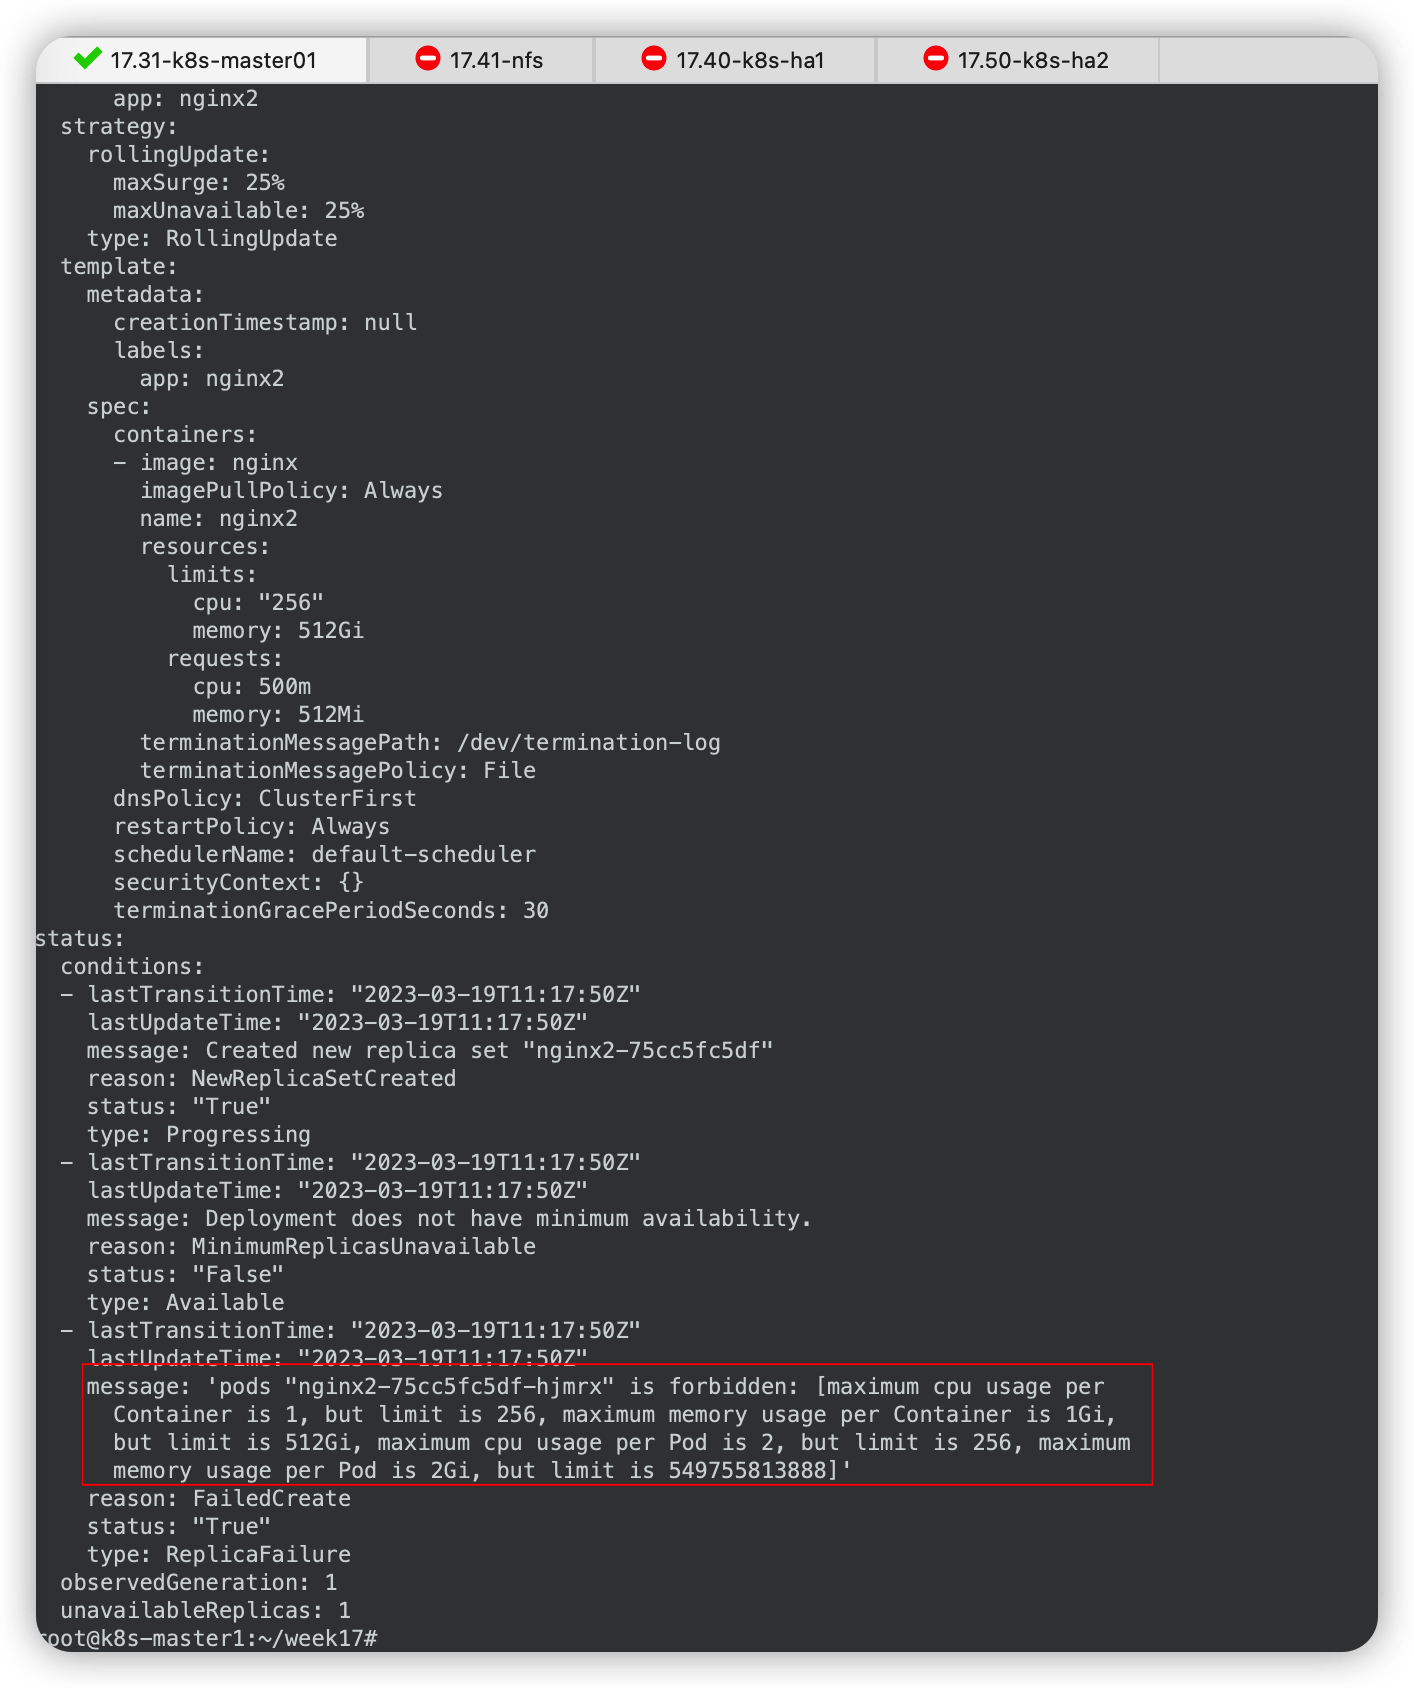 17.31-k8s-master01
17.41-nfs
17.40-k8s-ha1
17.50-k8s-ha2
      app: nginx2
  strategy:
    rollingUpdate:
      maxSurge: 25%
      maxUnavailable: 25%
    type: RollingUpdate
  template:
    metadata:
      creationTimestamp: null
      labels:
        app: nginx2
    spec:
      containers:
      - image: nginx
        imagePullPolicy: Always
        name: nginx2
        resources:
          limits:
            cpu: "256"
            memory: 512Gi
          requests:
            cpu: 500m
            memory: 512Mi
        terminationMessagePath: /dev/termination-log
        terminationMessagePolicy: File
      dnsPolicy: ClusterFirst
      restartPolicy: Always
      schedulerName: default-scheduler
      securityContext: {}
      terminationGracePeriodSeconds: 30
status:
  conditions:
  - lastTransitionTime: "2023-03-19T11:17:50Z"
    lastUpdateTime: "2023-03-19T11:17:50Z"
    message: Created new replica set "nginx2-75cc5fc5df"
    reason: NewReplicaSetCreated
    status: "True"
    type: Progressing
  - lastTransitionTime: "2023-03-19T11:17:50Z"
    lastUpdateTime: "2023-03-19T11:17:50Z"
    message: Deployment does not have minimum availability.
    reason: MinimumReplicasUnavailable
    status: "False"
    type: Available
  - lastTransitionTime: "2023-03-19T11:17:50Z"
    lastUpdateTime: "2023-03-19T11:17:50Z"
    message: 'pods "nginx2-75cc5fc5df-hjmrx" is forbidden: [maximum cpu usage per
      Container is 1, but limit is 256, maximum memory usage per Container is 1Gi,
      but limit is 512Gi, maximum cpu usage per Pod is 2, but limit is 256, maximum
      memory usage per Pod is 2Gi, but limit is 549755813888]'
    reason: FailedCreate
    status: "True"
    type: ReplicaFailure
  observedGeneration: 1
  unavailableReplicas: 1
root@k8s-master1:~/week17#